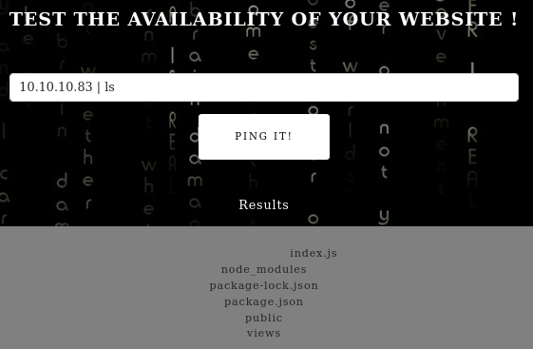 TEST THE AVAILABILITY OF YOUR WEBSITE !
10.10.10.83 | ls
PING IT!
Results
index.js
node_modules
package-lock.json
package.json
public
views